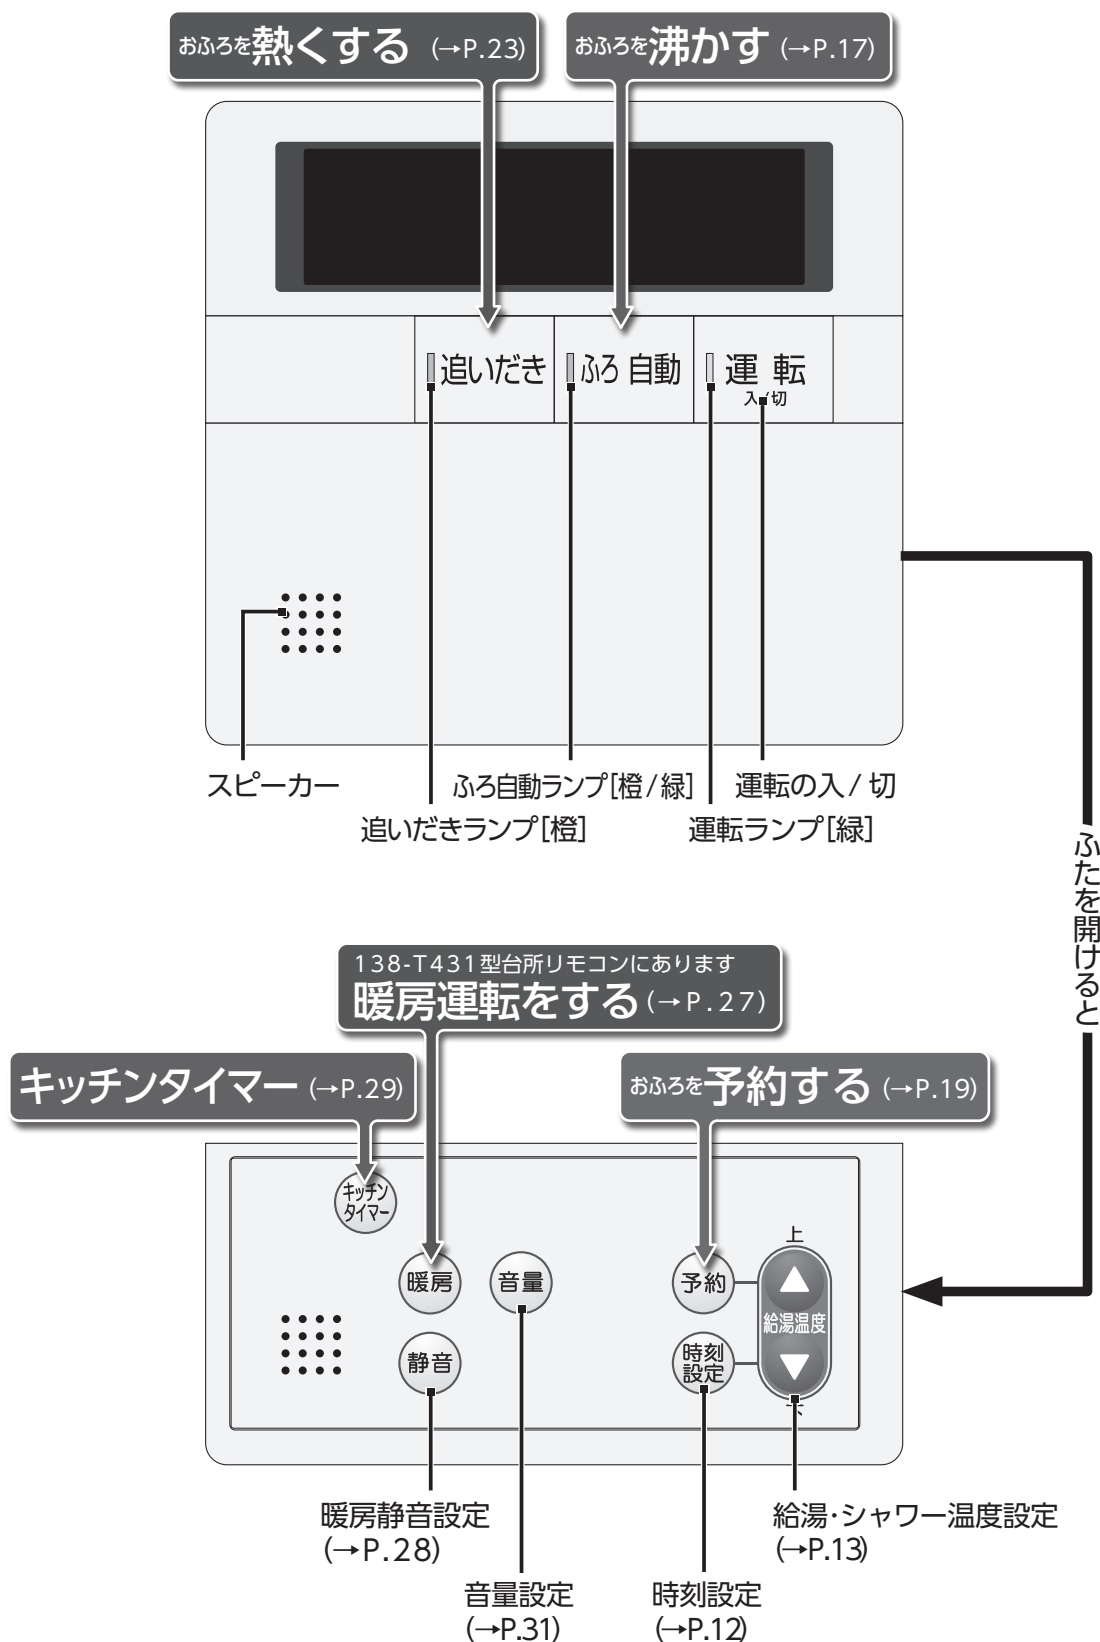 おふろを熱くする (→P.23)
おふろを沸かす (→P.17)
追いだき
ふろ 自動
運 転
入/切
スピーカー
ふろ自動ランプ[橙/緑]
運転の入/切
追いだきランプ[橙]
運転ランプ[緑]
ふたを開けると
138-T431型台所リモコンにあります
暖房運転をする(→P.27)
キッチンタイマー (→P.29)
おふろを予約する (→P.19)
キッチン
タイマー
上
暖房
音量
予約
給湯温度
静音
時刻
設定
暖房静音設定
(→P.28)
給湯・シャワー温度設定
(→P.13)
音量設定
(→P.31)
時刻設定
(→P.12)